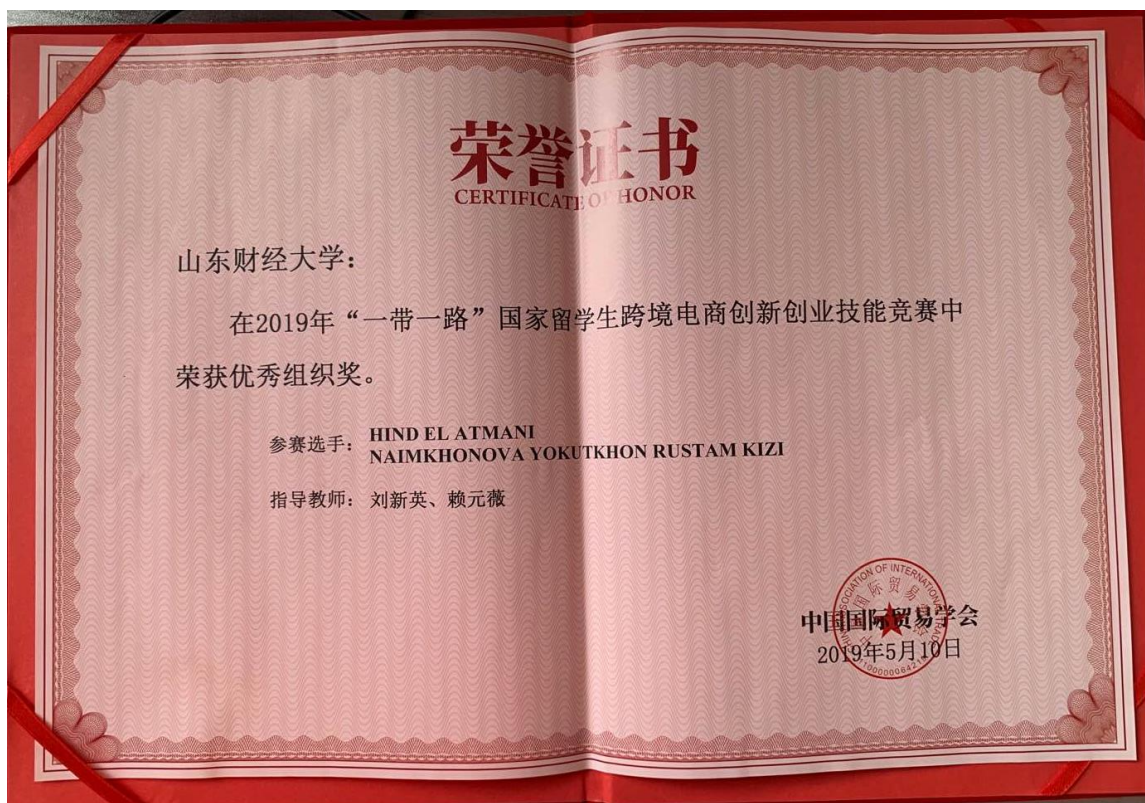 荣誉证书
CERTIFICATE OF HONOR
山东财经大学：
在2019年“一带一路”国家留学生跨境电商创新创业技能竞赛中
荣获优秀组织奖。
参赛选手： HIND EL ATMANI
NAIMKHONOVA YOKUTKHON RUSTAM KIZI
指导教师： 刘新英、赖元薇
中国国际贸易学会
2019年5月10日